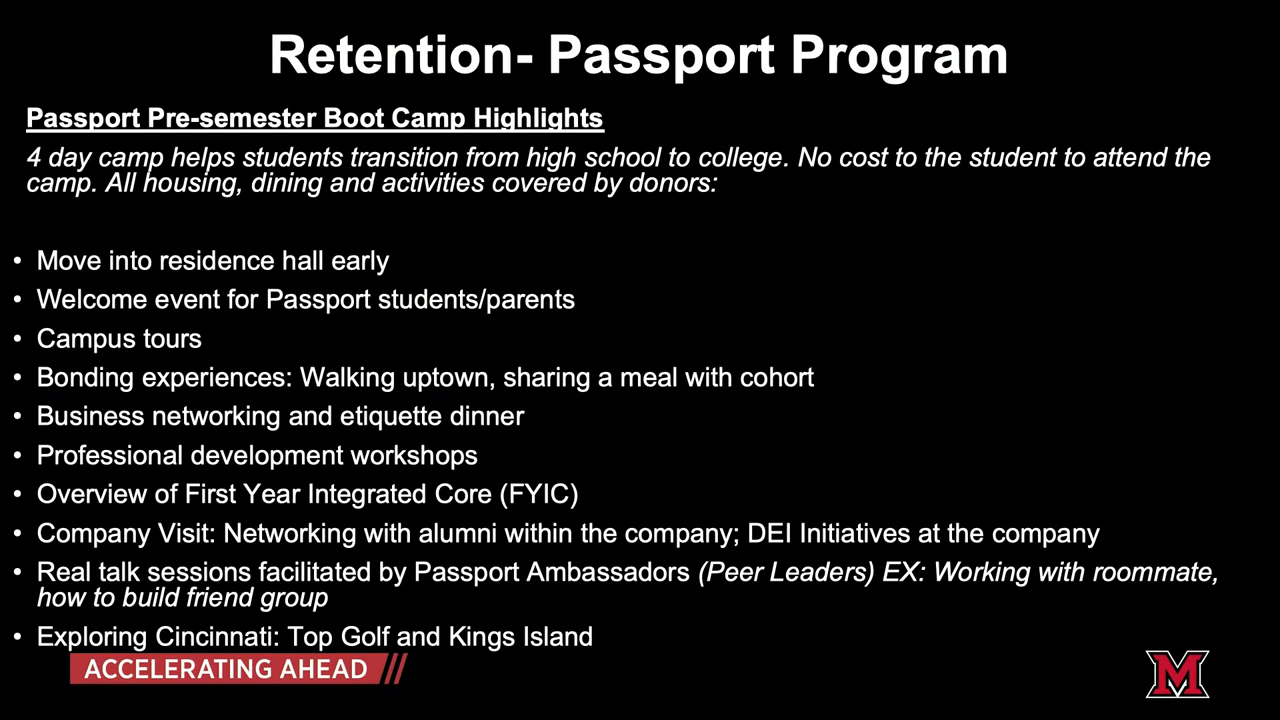 Retention- Passport Program
Passport Pre-semester Boot Camp Highlights
4 day camp helps students transition from high school to college. No cost to the student to attend the
camp. All housing, dining and activities covered by donors:
• Move into residence hall early
• Welcome event for Passport students/parents
• Campus tours
• Bonding experiences: Walking uptown, sharing a meal with cohort
• Business networking and etiquette dinner
• Professional development workshops
• Overview of First Year Integrated Core (FYIC)
• Company Visit: Networking with alumni within the company; DEI Initiatives at the company
• Real talk sessions facilitated by Passport Ambassadors (Peer Leaders) EX: Working with roommate,
how to build friend group
• Exploring Cincinnati: Top Golf and Kings Island
ACCELERATING AHEAD
M